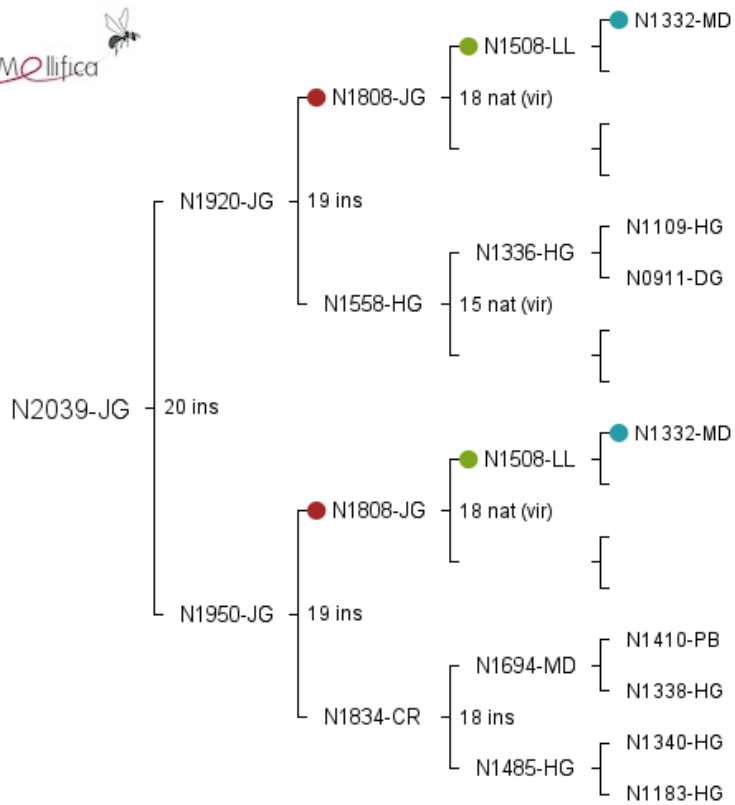 N1332-MD
N1508-LL
Mellifica
N1808-JG
18 nat (vir)
N1920-JG
19 ins
N1109-HG
N1336-HG
N0911-DG
N1558-HG
15 nat (vir)
N2039-JG
20 ins
N1332-MD
N1508-LL
N1808-JG
18 nat (vir)
N1950-JG
19 ins
N1410-PB
N1694-MD
N1338-HG
N1834-CR
18 ins
N1340-HG
N1485-HG
N1183-HG